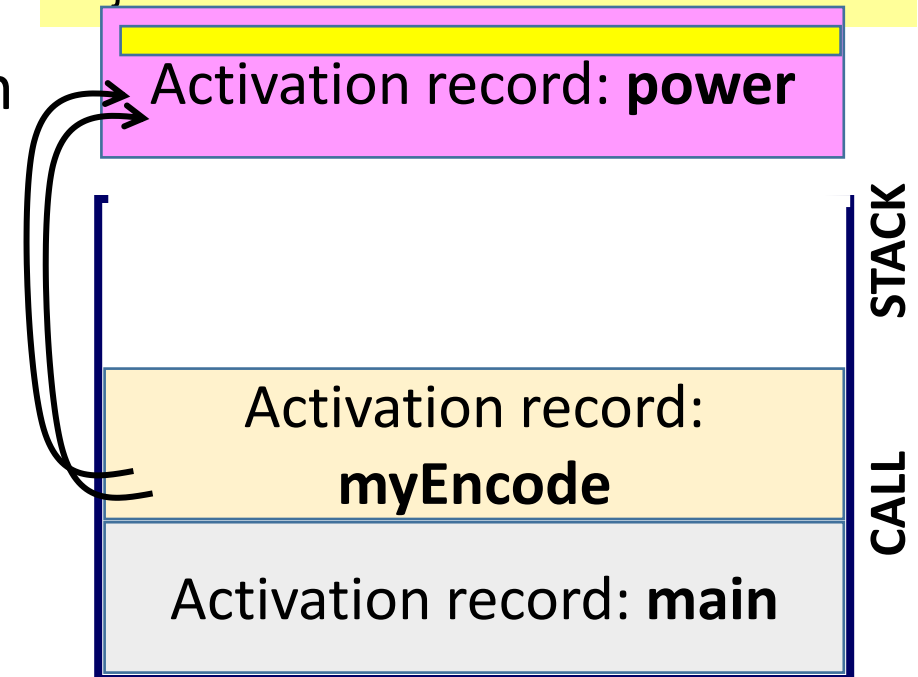 Activation record: power
STACK
Activation record:
myEncode
CALL
Activation record: main